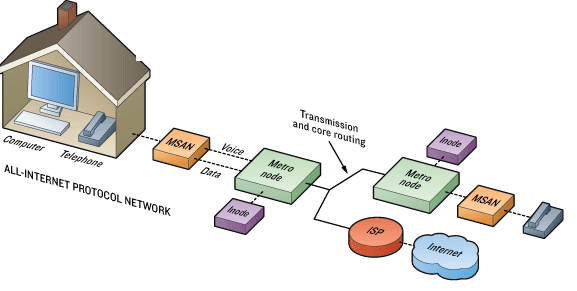 Computer
Telephone
ALL-INTERNET PROTOCOL NETWORK
MSAN
Voice
Data
Metro
node
Inode
Transmission
and core routing
Metro
node
Inode
MSAN
ISP
Internet